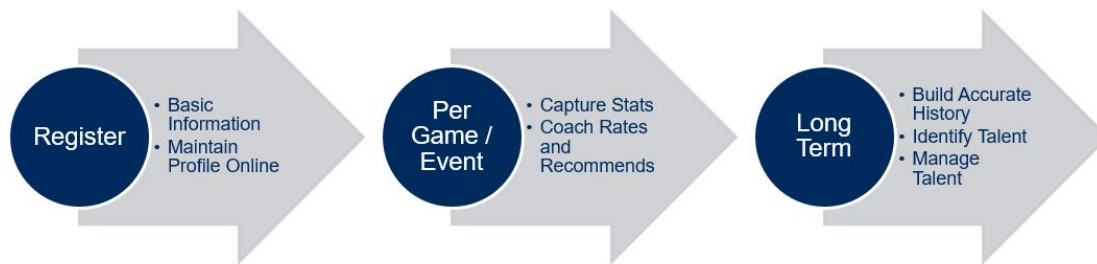 Register
• Basic
Information
• Maintain
Profile Online
Per
Game /
Event
• Capture Stats
• Coach Rates
and
Recommends
Long
Term
• Build Accurate
History
• Identify Talent
• Manage
Talent